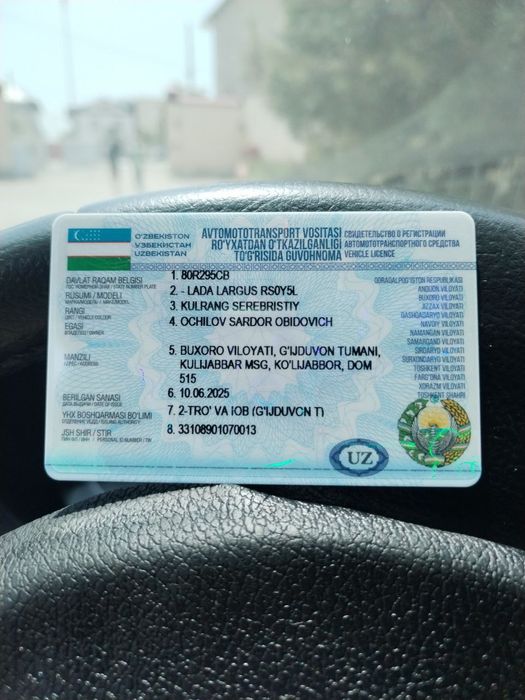 O'ZBEKISTON
ЎЗБЕКИСТАН
UZBEKISTAN
AVTOMOTOTRANSPORT VOSITASI
RO'YXATDAN O'TKAZILGANLIGI
TO'G'RISIDA GUVOHNOMA
СВИДЕТЕЛЬСТВО О РЕГИСТРАЦИИ
АВТОМОТОТРАНСПОРТНОГО СРЕДСТВА
VEHICLE LICENCE
DAVLAT RAQAM BELGISI
1. 80R295CB
RUSUMI / MODELI
2. - LADA LARGUS RS0Y5L
RANGI
3. KULRANG SEREBRISTIY
EGASI
4. OCHILOV SARDOR OBIDOVICH
MANZILI
5. BUXORO VILOYATI, G'IJDUVON TUMANI,
KULIJABBAR MSG, KO'LIJABBOR, DOM
515
BERILGAN SANASI
6. 10.06.2025
YHX BOSHQARMASI BO'LIMI
7. 2-TRO' VA IOB (G'IJDUVCN T)
JSH SHIR / STIR
8. 33108901070013
QORAQALPOG'ISTON RESPUBLIKASI
ANDIJON VILOYATI
BUXORO VILOYATI
JIZZAX VILOYATI
QASHQADARYO VILOYATI
NAVOIY VILOYATI
NAMANGAN VILOYATI
SAMARQAND VILOYATI
SIRDARYO VILOYATI
SURXONDARYO VILOYATI
TOSHKENT VILOYATI
FARG'ONA VILOYATI
XORAZM VILOYATI
TOSHKENT SHAHRI
UZ